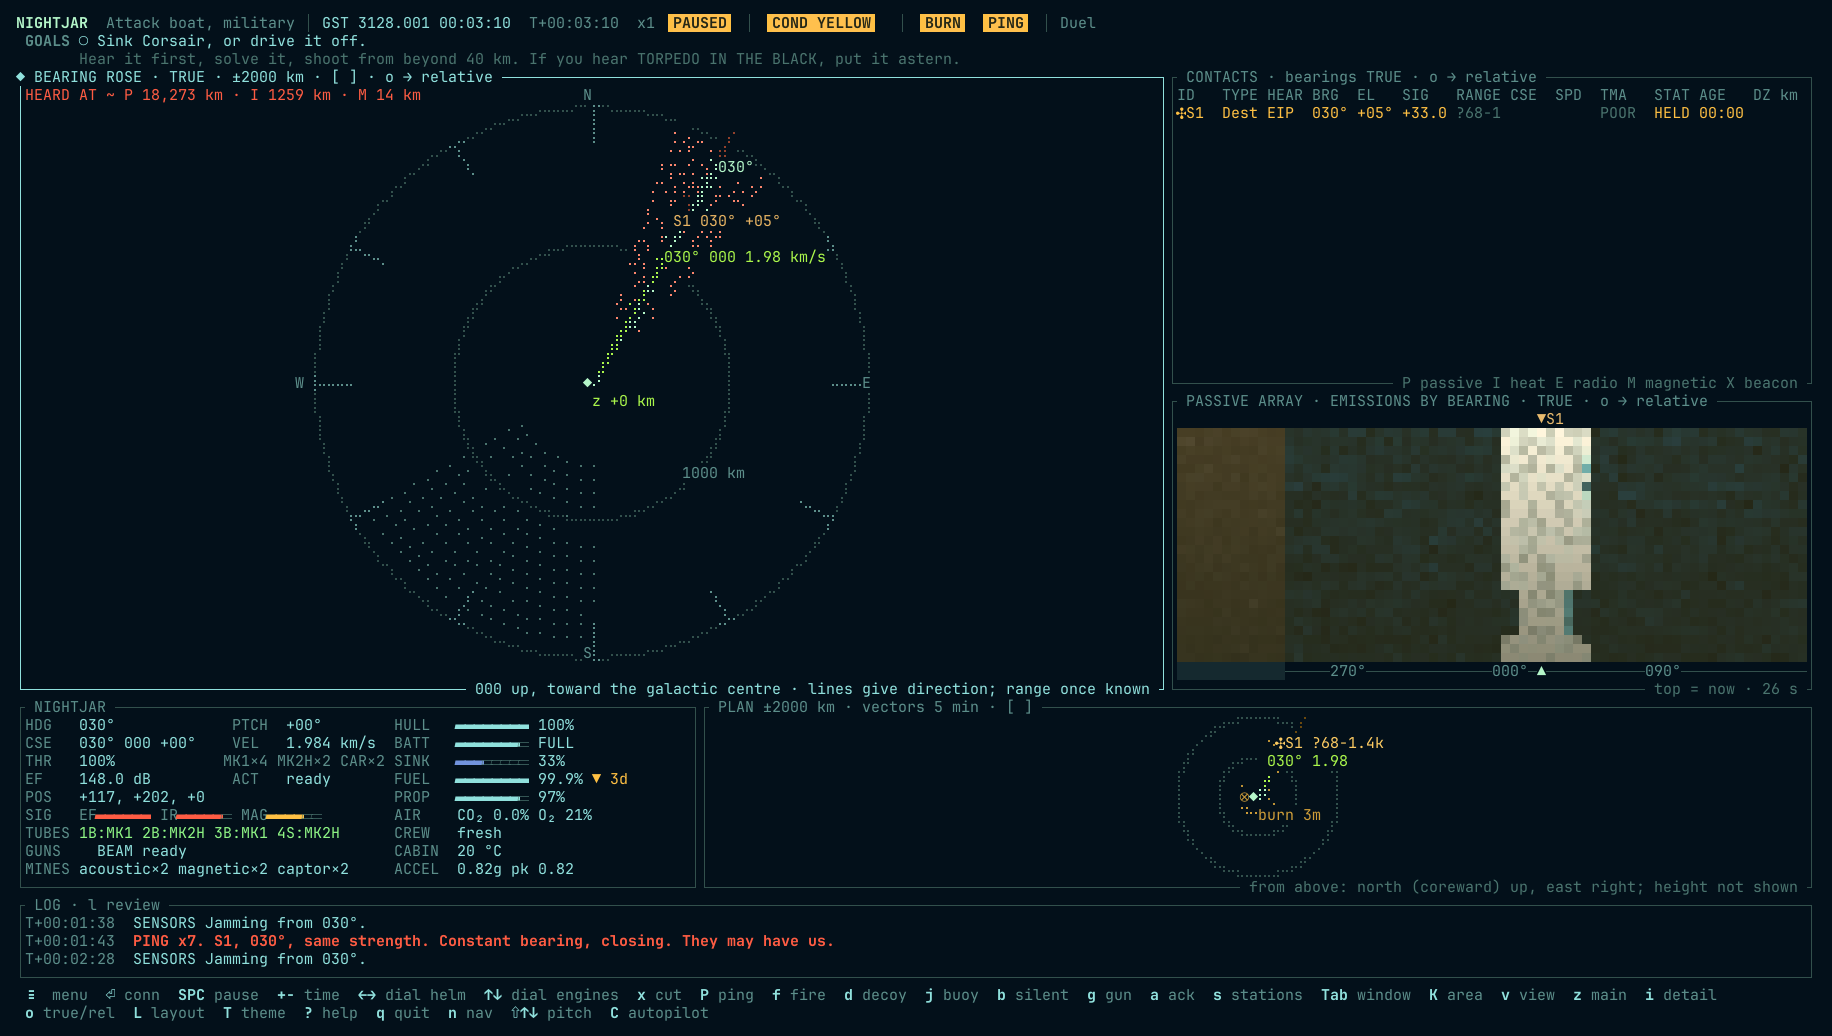 NIGHTJAR Attack boat, military GST 3128.001 00:03:10 T+00:03:10 x1 PAUSED COND YELLOW BURN PING Duel
GOALS ○ Sink Corsair, or drive it off.
Hear it first, solve it, shoot from beyond 40 km. If you hear TORPEDO IN THE BLACK, put it astern.
◆ BEARING ROSE · TRUE · ±2000 km · [ ] · o → relative
HEARD AT ~ P 18,273 km · I 1259 km · M 14 km
N
030°
S1 030° +05°
030° 000 1.98 km/s
W
E
z +0 km
1000 km
S
000 up, toward the galactic centre · lines give direction; range once known
CONTACTS · bearings TRUE · o → relative
ID TYPE HEAR BRG EL SIG RANGE CSE SPD TMA STAT AGE DZ km
✣S1 Dest EIP 030° +05° +33.0 ?68-1 POOR HELD 00:00
P passive I heat E radio M magnetic X beacon
PASSIVE ARRAY · EMISSIONS BY BEARING · TRUE · o → relative
▼S1
270° 000° ▲ 090°
top = now · 26 s
NIGHTJAR
HDG 030° PTCH +00° HULL 100%
CSE 030° 000 +00° VEL 1.984 km/s BATT FULL
THR 100% MK1×4 MK2H×2 CAR×2 SINK 33%
EF 148.0 dB ACT ready FUEL 99.9% ▼ 3d
POS +117, +202, +0 PROP 97%
SIG EF IR MAG AIR CO₂ 0.0% O₂ 21%
TUBES 1B:MK1 2B:MK2H 3B:MK1 4S:MK2H CREW fresh
GUNS BEAM ready CABIN 20 °C
MINES acoustic×2 magnetic×2 captor×2 ACCEL 0.82g pk 0.82
PLAN ±2000 km · vectors 5 min · [ ]
✣S1 ?68-1.4k
030° 1.98
burn 3m
from above: north (coreward) up, east right; height not shown
LOG · l review
T+00:01:38 SENSORS Jamming from 030°.
T+00:01:43 PING x7. S1, 030°, same strength. Constant bearing, closing. They may have us.
T+00:02:28 SENSORS Jamming from 030°.
≡ menu ⏎ conn SPC pause +- time ←→ dial helm ↑↓ dial engines x cut P ping f fire d decoy j buoy b silent g gun a ack s stations Tab window K area v view z main i detail
o true/rel L layout T theme ? help q quit n nav ⇧↑↓ pitch C autopilot